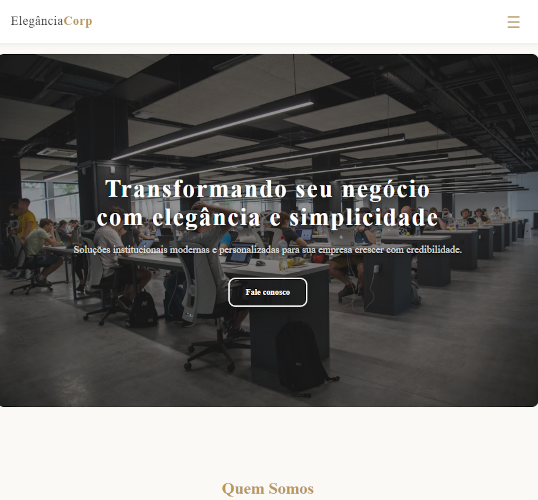 ElegânciaCorp
Transformando seu negócio
com elegância e simplicidade
Soluções institucionais modernas e personalizadas para sua empresa crescer com credibilidade.
Fale conosco
Quem Somos